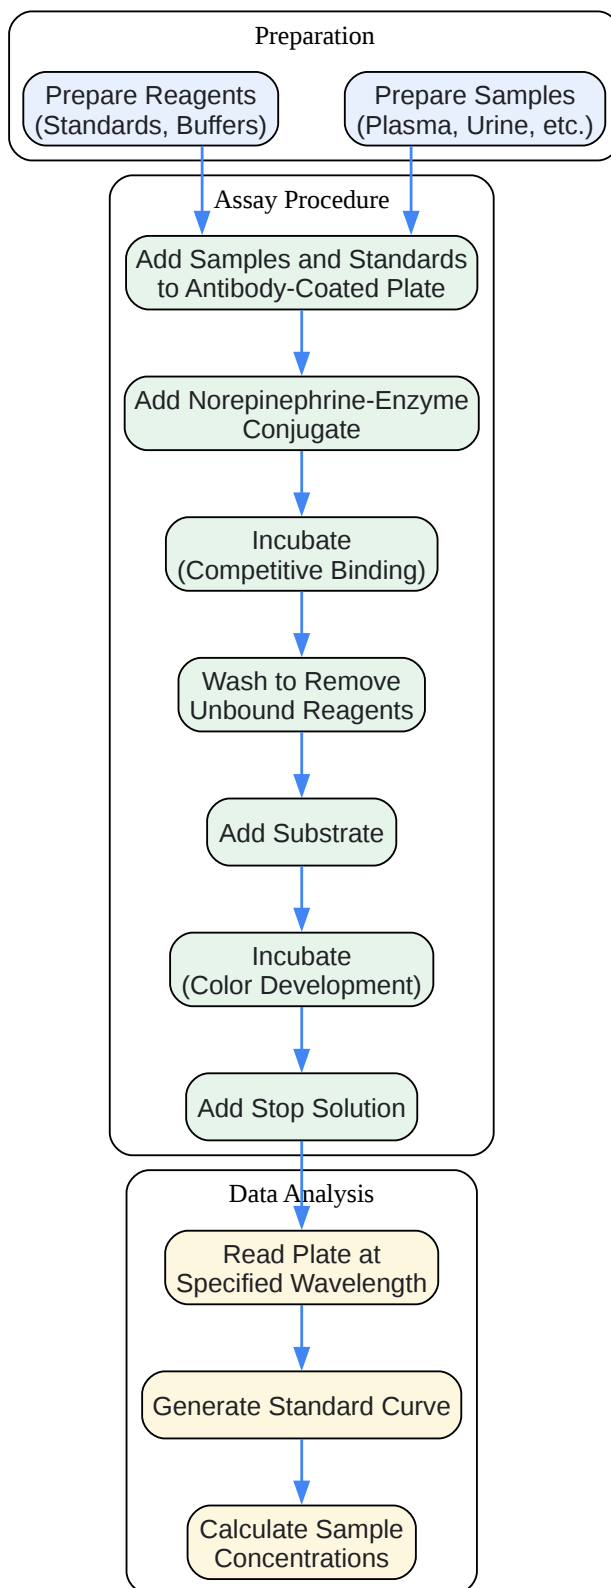 Preparation
Prepare Reagents
(Standards, Buffers)
Prepare Samples
(Plasma, Urine, etc.)
Assay Procedure
Add Samples and Standards
to Antibody-Coated Plate
Add Norepinephrine-Enzyme
Conjugate
Incubate
(Competitive Binding)
Wash to Remove
Unbound Reagents
Add Substrate
Incubate
(Color Development)
Add Stop Solution
Data Analysis
Read Plate at
Specified Wavelength
Generate Standard Curve
Calculate Sample
Concentrations